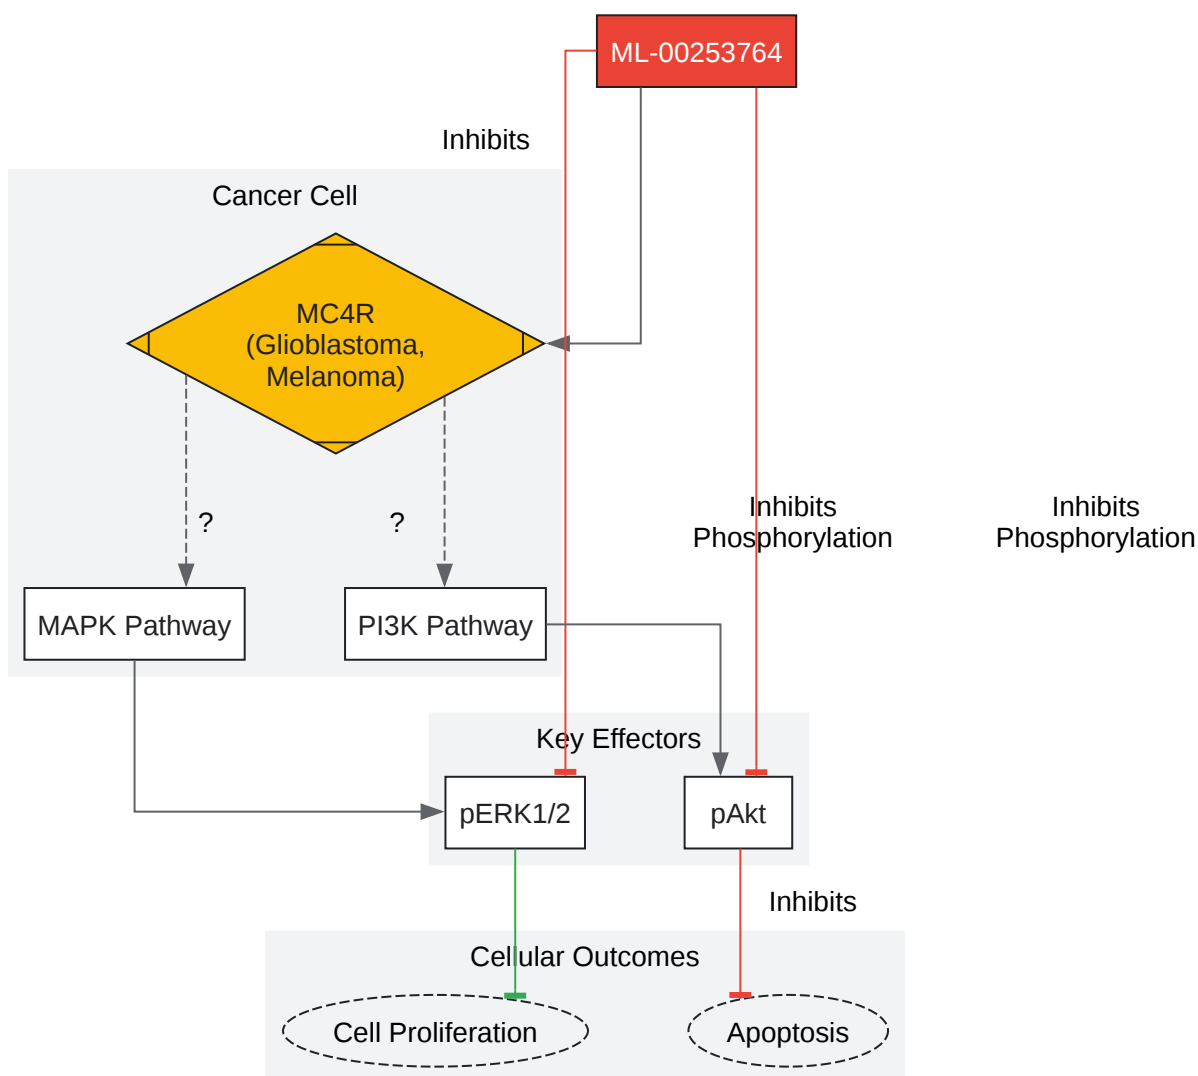 ML-00253764
Inhibits
Cancer Cell
MC4R
(Glioblastoma,
Melanoma)
Inhibits
Phosphorylation
Inhibits
Phosphorylation
?
?
MAPK Pathway
PI3K Pathway
Key Effectors
pERK1/2
pAkt
Inhibits
Cellular Outcomes
Cell Proliferation
Apoptosis